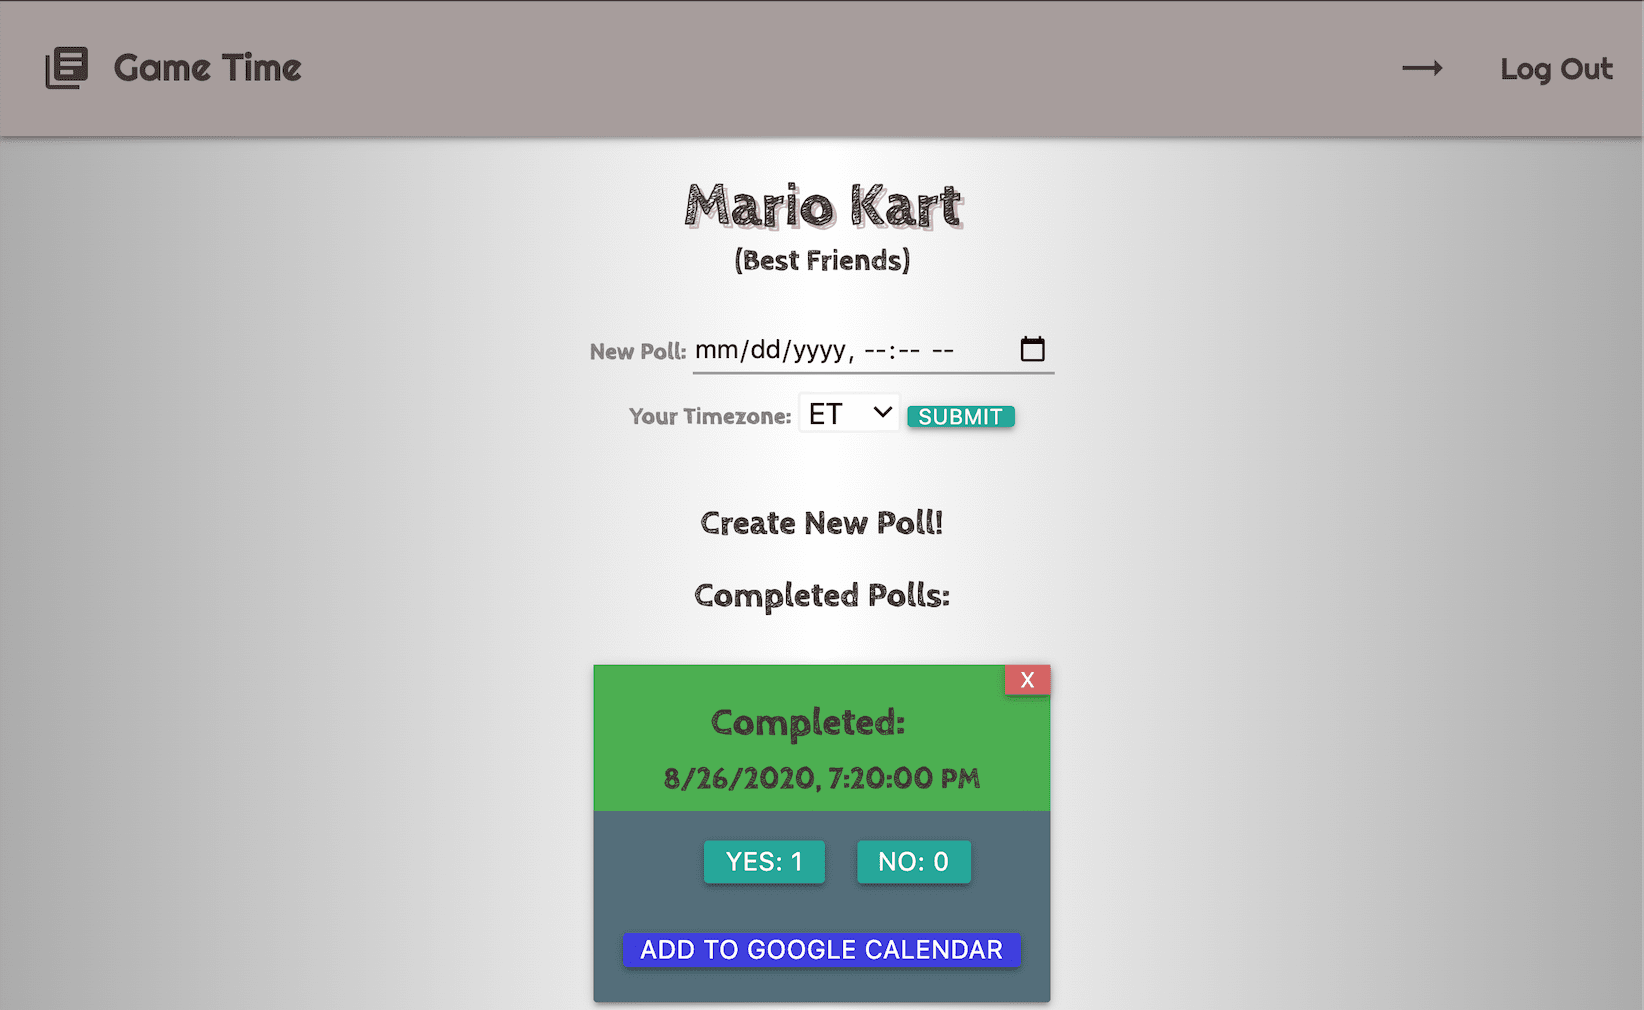 Game Time
Log Out
Mario Kart
(Best Friends)
New Poll: mm/dd/yyyy, --:-- --
Your Timezone: ET SUBMIT
Create New Poll!
Completed Polls:
X
Completed:
8/26/2020, 7:20:00 PM
YES: 1 NO: 0
ADD TO GOOGLE CALENDAR